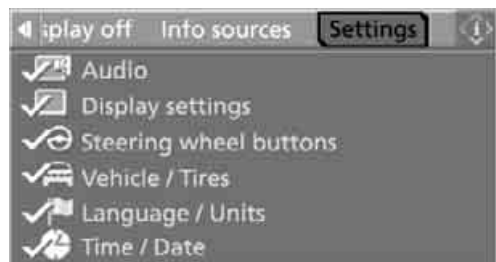 splay off Info sources Settings
Audio
Display settings
Steering wheel buttons
Vehicle / Tires
Language / Units
Time / Date